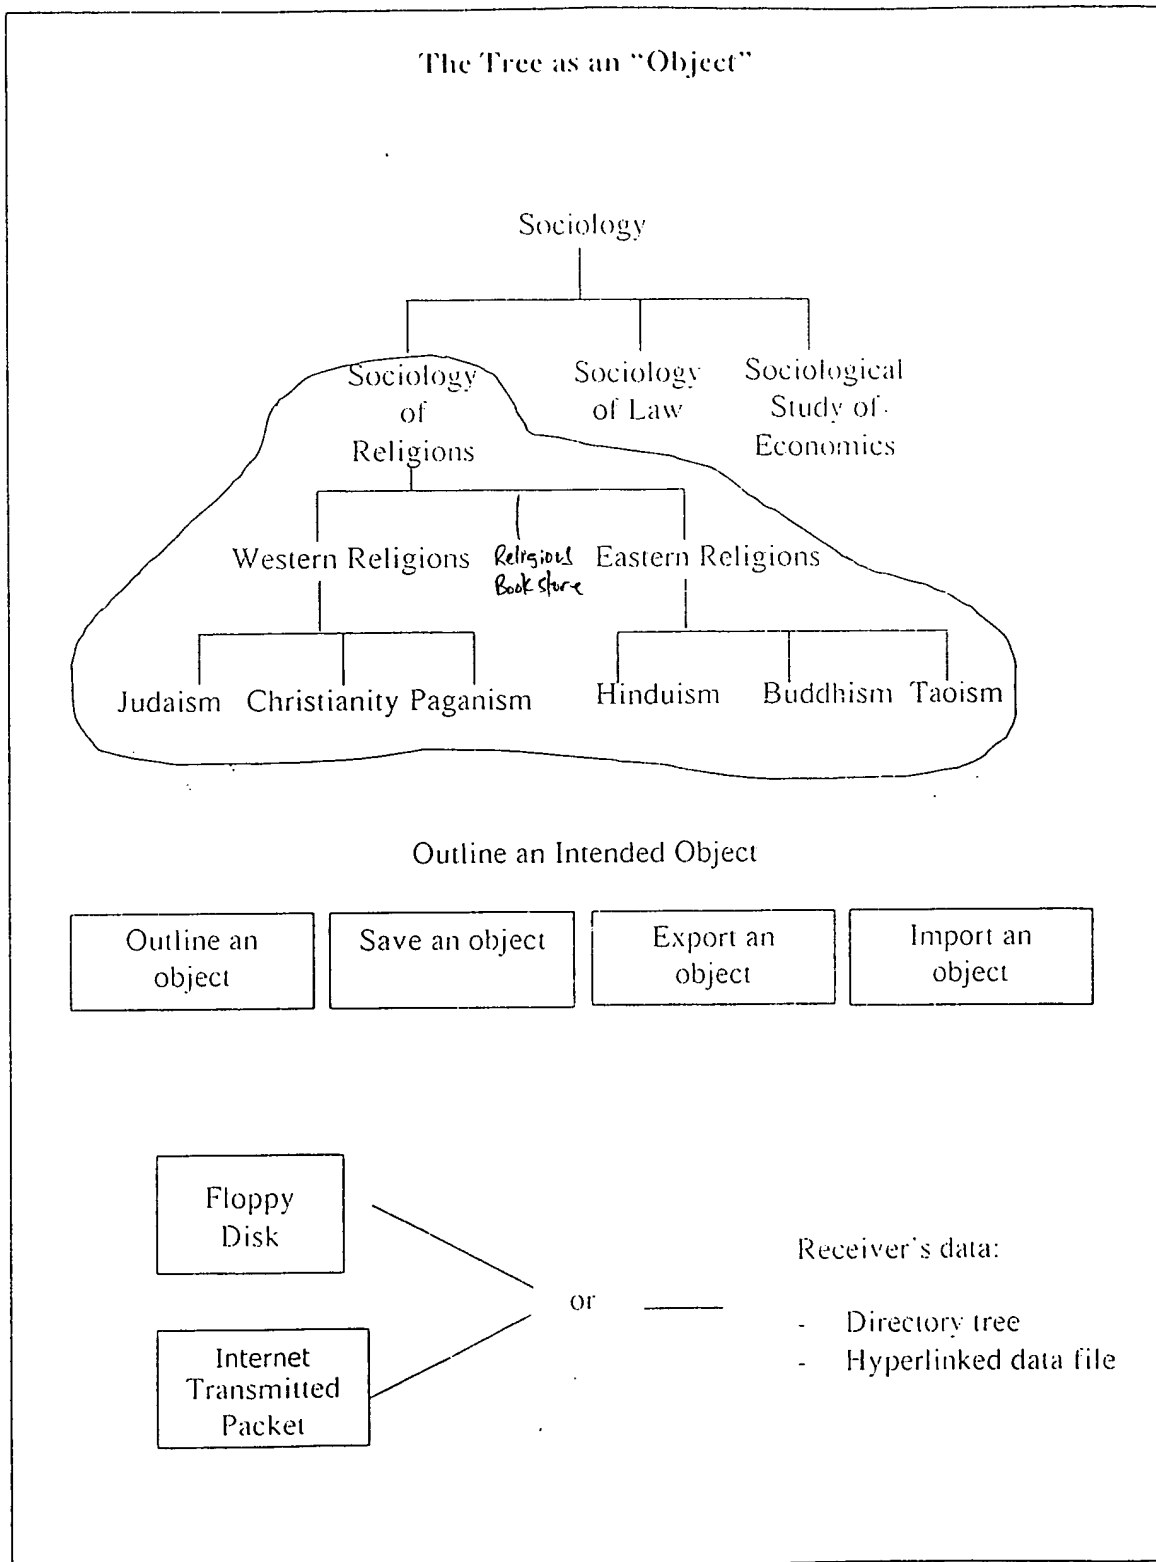 The Tree as an "Object"
Sociology
Sociology
of
Religions
Sociology
of Law
Sociological
Study of
Economics
Western Religions
Religious
Bookstore
Eastern Religions
Judaism
Christianity
Paganism
Hinduism
Buddhism
Taoism
Outline an Intended Object
Outline an
object
Save an object
Export an
object
Import an
object
Floppy
Disk
or
Internet
Transmitted
Packet
Receiver's data:
- Directory tree
- Hyperlinked data file